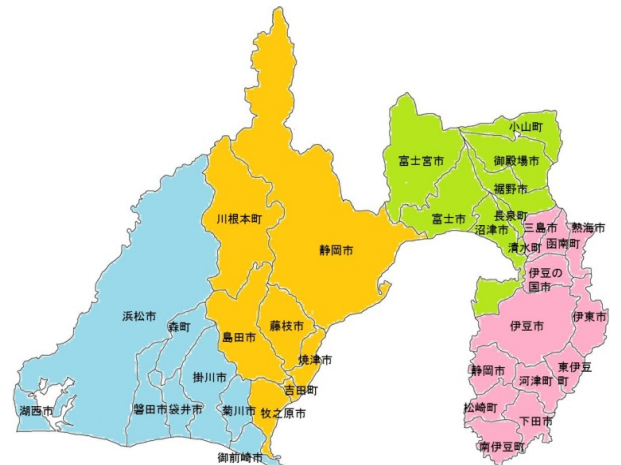 小山町
富士宮市
御殿場市
裾野市
川根本町
富士市
長泉町
沼津市
三島市
熱海市
静岡市
清水町
函南町
伊豆の
国市
浜松市
森町
島田市
藤枝市
伊豆市
伊東市
焼津市
掛川市
静岡市
河津町
東伊豆
町
吉田町
湖西市
磐田市
袋井市
菊川市
牧之原市
松崎町
下田市
南伊豆町
御前崎市